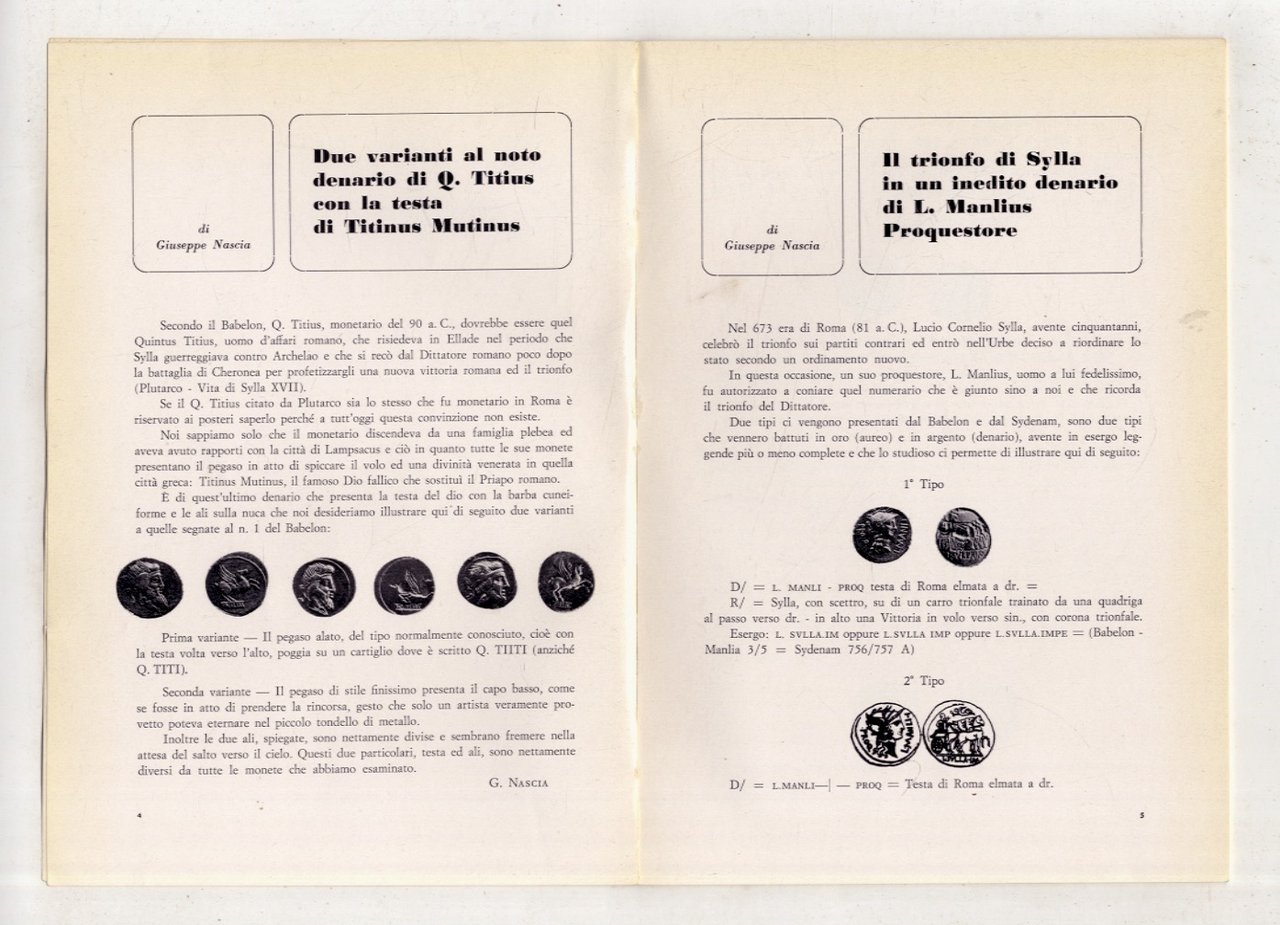 di
Giuseppe Nascia
Due varianti al noto
denario di Q. Titius
con la testa
di Titinus Mutinus
Secondo il Babelon, Q. Titius, monetario del 90 a. C., dovrebbe essere quel
Quintus Titius, uomo d'affari romano, che risiedeva in Ellade nel periodo che
Sylla guerreggiava contro Archelao e che si recò dal Dittatore romano poco dopo
la battaglia di Cheronea per profetizzargli una nuova vittoria romana ed il trionfo
(Plutarco - Vita di Sylla XVII).
Se il Q. Titius citato da Plutarco sia lo stesso che fu monetario in Roma è
riservato ai posteri saperlo perché a tutt'oggi questa convinzione non esiste.
Noi sappiamo solo che il monetario discendeva da una famiglia plebea ed
aveva avuto rapporti con la città di Lampsacus e ciò in quanto tutte le sue monete
presentano il pegaso in atto di spiccare il volo ed una divinità venerata in quella
città greca: Titinus Mutinus, il famoso Dio fallico che sostituì il Priapo romano.
È di quest'ultimo denario che presenta la testa del dio con la barba cunei-
forme e le ali sulla nuca che noi desideriamo illustrare qui di seguito due varianti
a quelle segnate al n. 1 del Babelon:
Prima variante — Il pegaso alato, del tipo normalmente conosciuto, cioè con
la testa volta verso l'alto, poggia su un cartiglio dove è scritto Q. TIITI (anziché
Q. TITI).
Seconda variante — Il pegaso di stile finissimo presenta il capo basso, come
se fosse in atto di prendere la rincorsa, gesto che solo un artista veramente pro-
vetto poteva eternare nel piccolo tondello di metallo.
Inoltre le due ali, spiegate, sono nettamente divise e sembrano fremere nella
attesa del salto verso il cielo. Questi due particolari, testa ed ali, sono nettamente
diversi da tutte le monete che abbiamo esaminato.
G. NASCIA
4
di
Giuseppe Nascia
Il trionfo di Sylla
in un inedito denario
di L. Manlius
Proquestore
Nel 673 era di Roma (81 a. C.), Lucio Cornelio Sylla, avente cinquantanni,
celebrò il trionfo sui partiti contrari ed entrò nell'Urbe deciso a riordinare lo
stato secondo un ordinamento nuovo.
In questa occasione, un suo proquestore, L. Manlius, uomo a lui fedelissimo,
fu autorizzato a coniare quel numerario che è giunto sino a noi e che ricorda
il trionfo del Dittatore.
Due tipi ci vengono presentati dal Babelon e dal Sydenam, sono due tipi
che vennero battuti in oro (aureo) e in argento (denario), avente in esergo leg-
gende più o meno complete e che lo studioso ci permette di illustrare qui di seguito:
1° Tipo
D/ = L. MANLI - PROQ testa di Roma elmata a dr. =
R/ = Sylla, con scettro, su di un carro trionfale trainato da una quadriga
al passo verso dr. - in alto una Vittoria in volo verso sin., con corona trionfale.
Esergo: L. SVLLA.IM oppure L.SVLLA IMP oppure L.SVLLA.IMPE = (Babelon -
Manlia 3/5 = Sydenam 756/757 A)
2° Tipo
D/ = L.MANLI—| — PROQ = Testa di Roma elmata a dr.
5